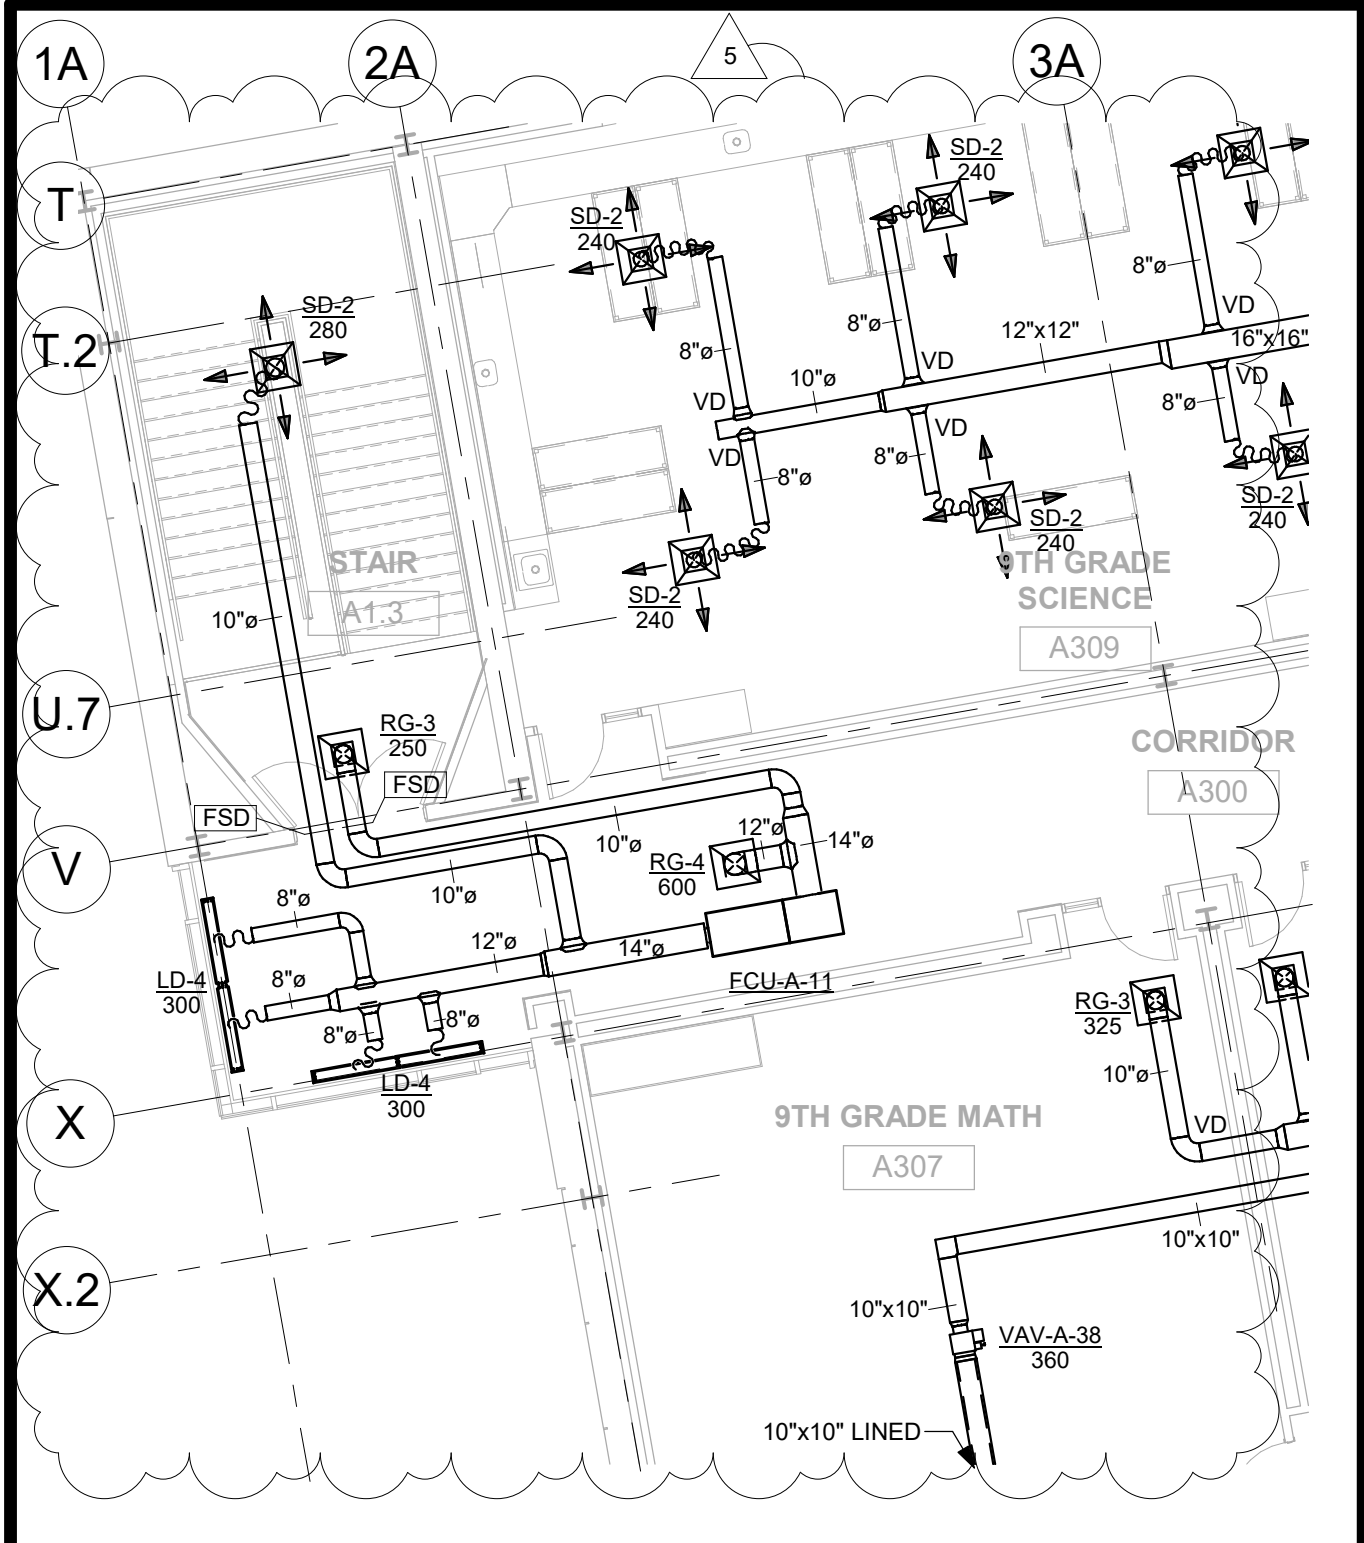 1A
2A
5
3A
SD-2
240
T
SD-2
240
8"ø
SD-2
280
VD
T.2
8"ø
12"x12"
16"x16"
8"ø
VD
10"ø
VD
8"ø
VD
VD
VD
8"ø
8"ø
SD-2
240
SD-2
240
STAIR
9TH GRADE
SCIENCE
SD-2
240
A1.3
10"ø
A309
U.7
RG-3
250
CORRIDOR
FSD
A300
FSD
12"ø
10"ø
14"ø
RG-4
600
V
10"ø
8"ø
12"ø
14"ø
LD-4
300
8"ø
FCU-A-11
RG-3
325
8"ø
8"ø
10"ø
LD-4
300
X
9TH GRADE MATH
VD
A307
10"x10"
X.2
10"x10"
VAV-A-38
360
10"x10" LINED